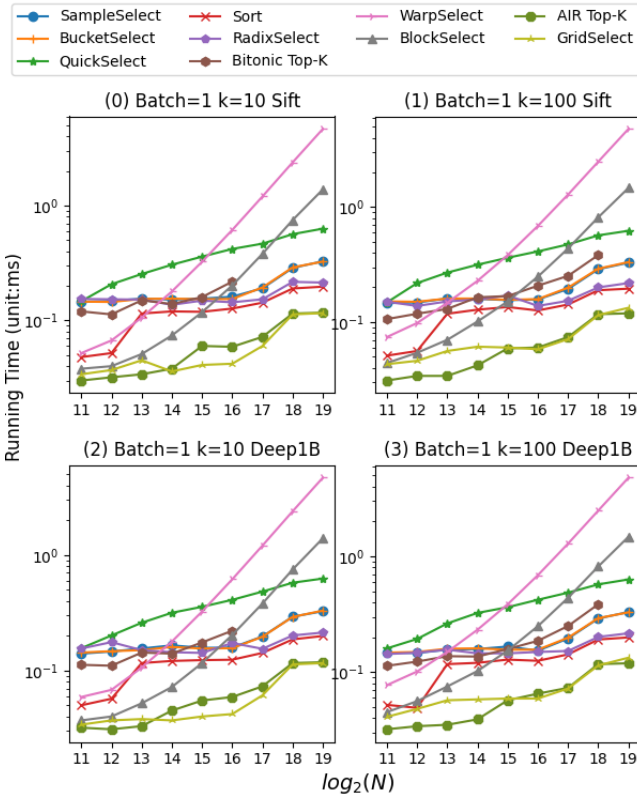 SampleSelect Sort WarpSelect AIR Top-K
BucketSelect RadixSelect BlockSelect GridSelect
QuickSelect Bitonic Top-K
(0) Batch=1 k=10 Sift (1) Batch=1 k=100 Sift
10⁰ 10⁰
10⁻¹ 10⁻¹
11 12 13 14 15 16 17 18 19 11 12 13 14 15 16 17 18 19
Running Time (unit:ms)
(2) Batch=1 k=10 Deep1B (3) Batch=1 k=100 Deep1B
10⁰ 10⁰
10⁻¹ 10⁻¹
11 12 13 14 15 16 17 18 19 11 12 13 14 15 16 17 18 19
log₂(N)